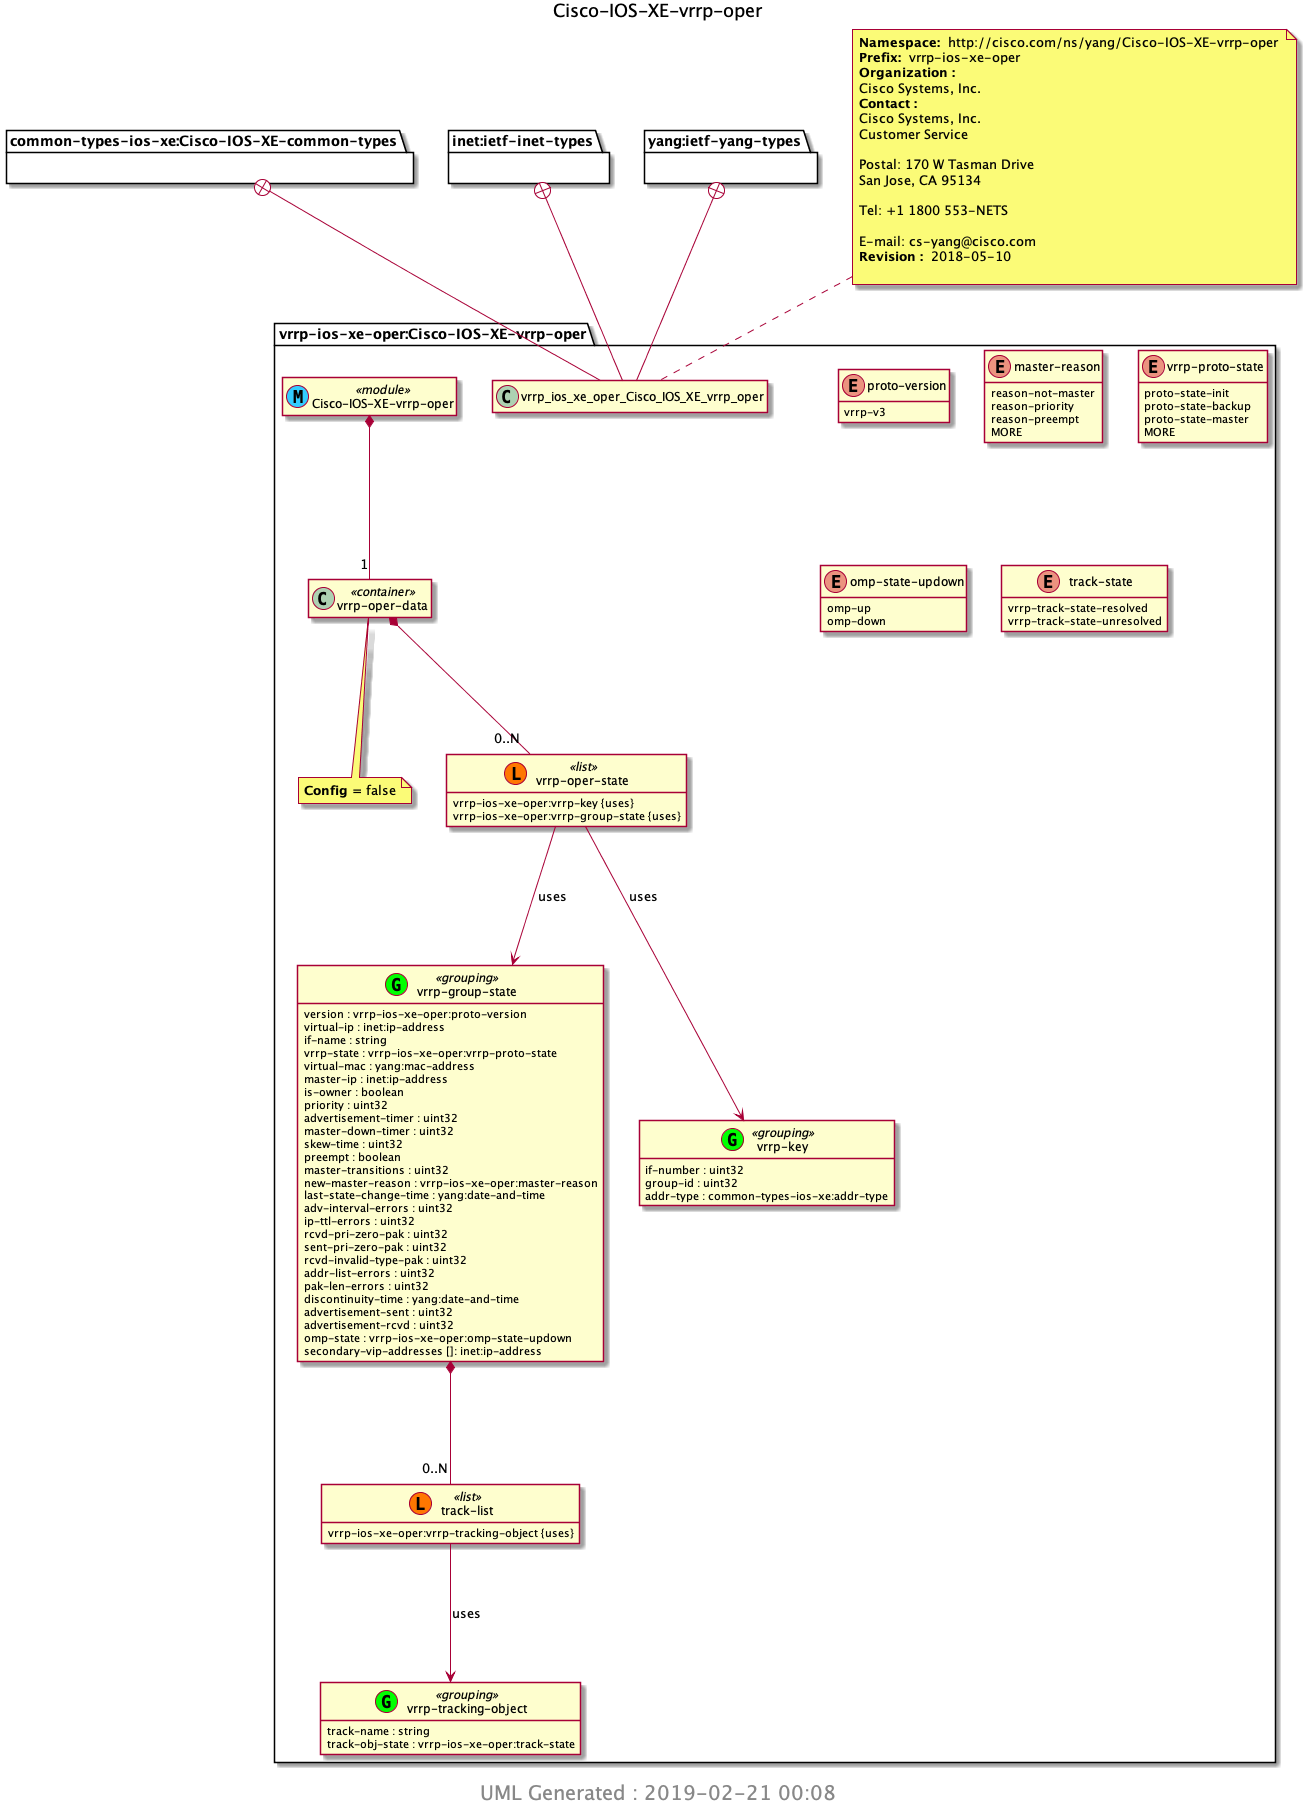 Cisco-IOS-XE-vrrp-oper
Namespace: http://cisco.com/ns/yang/Cisco-IOS-XE-vrrp-oper
Prefix: vrrp-ios-xe-oper
Organization :
Cisco Systems, Inc.
Contact :
Cisco Systems, Inc.
Customer Service
Postal: 170 W Tasman Drive
San Jose, CA 95134
Tel: +1 1800 553-NETS
E-mail: cs-yang@cisco.com
Revision : 2018-05-10
common-types-ios-xe:Cisco-IOS-XE-common-types
inet:ietf-inet-types
yang:ietf-yang-types
vrrp-ios-xe-oper:Cisco-IOS-XE-vrrp-oper
M
«module»
Cisco-IOS-XE-vrrp-oper
C vrrp_ios_xe_oper_Cisco_IOS_XE_vrrp_oper
E proto-version
vrrp-v3
E master-reason
reason-not-master
reason-priority
reason-preempt
MORE
E vrrp-proto-state
proto-state-init
proto-state-backup
proto-state-master
MORE
1
C
«container»
vrrp-oper-data
E omp-state-updown
omp-up
omp-down
E track-state
vrrp-track-state-resolved
vrrp-track-state-unresolved
0..N
Config = false
L
«list»
vrrp-oper-state
vrrp-ios-xe-oper:vrrp-key {uses}
vrrp-ios-xe-oper:vrrp-group-state {uses}
uses
uses
G
«grouping»
vrrp-group-state
version : vrrp-ios-xe-oper:proto-version
virtual-ip : inet:ip-address
if-name : string
vrrp-state : vrrp-ios-xe-oper:vrrp-proto-state
virtual-mac : yang:mac-address
master-ip : inet:ip-address
is-owner : boolean
priority : uint32
advertisement-timer : uint32
master-down-timer : uint32
skew-time : uint32
preempt : boolean
master-transitions : uint32
new-master-reason : vrrp-ios-xe-oper:master-reason
last-state-change-time : yang:date-and-time
adv-interval-errors : uint32
ip-ttl-errors : uint32
rcvd-pri-zero-pak : uint32
sent-pri-zero-pak : uint32
rcvd-invalid-type-pak : uint32
addr-list-errors : uint32
pak-len-errors : uint32
discontinuity-time : yang:date-and-time
advertisement-sent : uint32
advertisement-rcvd : uint32
omp-state : vrrp-ios-xe-oper:omp-state-updown
secondary-vip-addresses []: inet:ip-address
G
«grouping»
vrrp-key
if-number : uint32
group-id : uint32
addr-type : common-types-ios-xe:addr-type
0..N
L
«list»
track-list
vrrp-ios-xe-oper:vrrp-tracking-object {uses}
uses
G
«grouping»
vrrp-tracking-object
track-name : string
track-obj-state : vrrp-ios-xe-oper:track-state
UML Generated : 2019-02-21 00:08